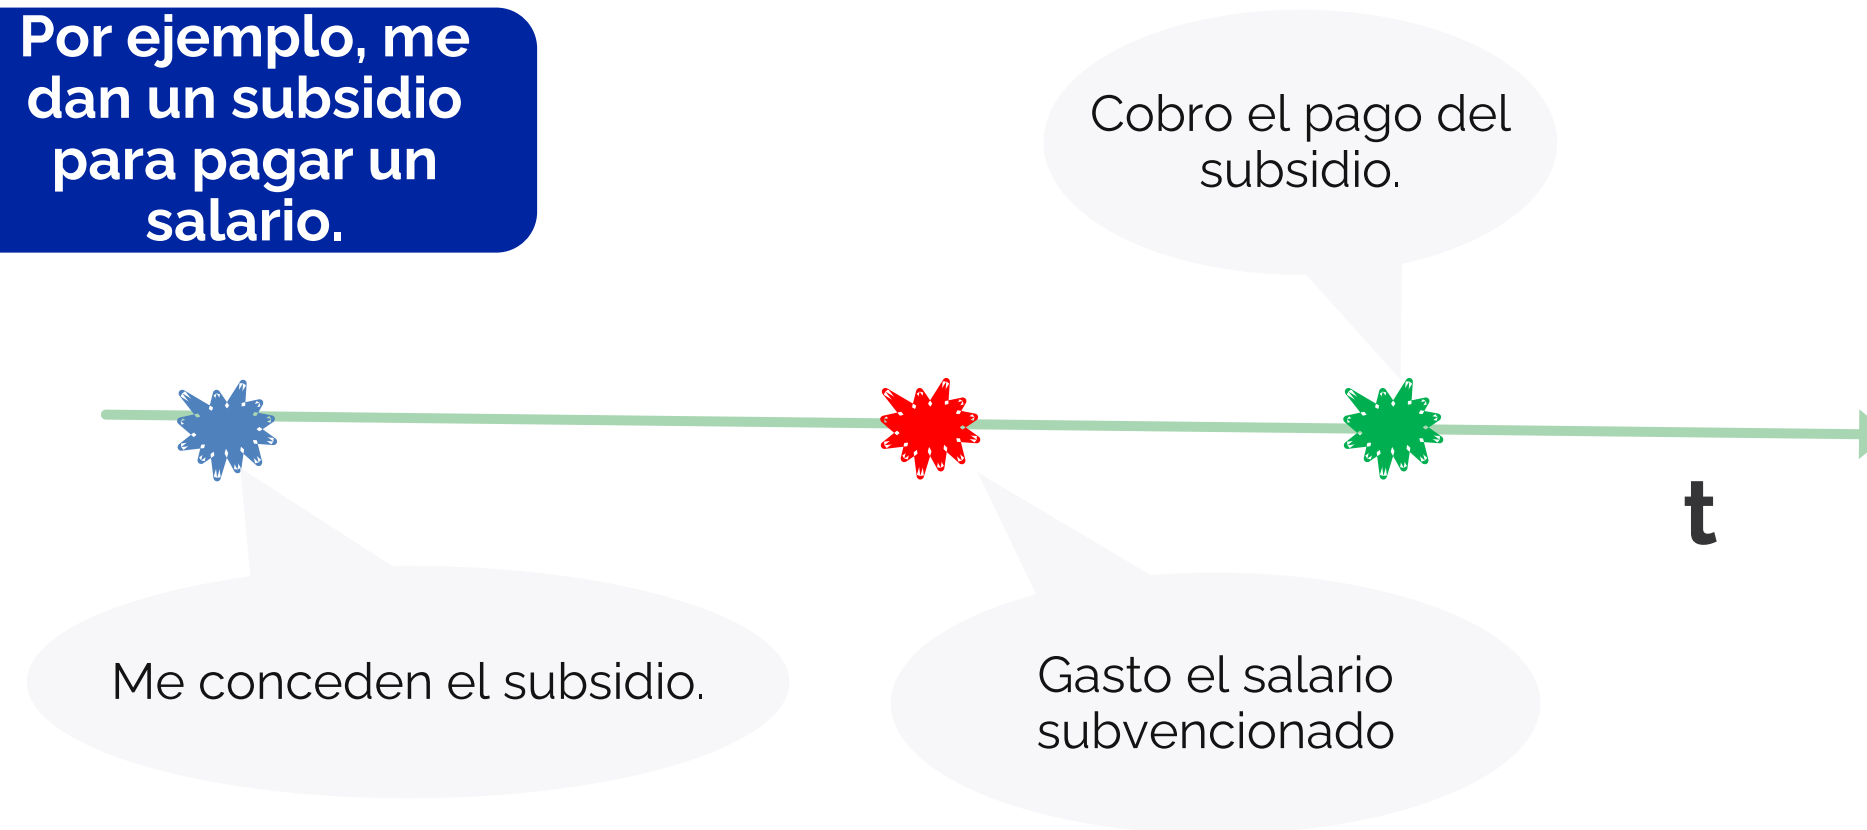 Por ejemplo, me
dan un subsidio
para pagar un
salario.
Cobro el pago del
subsidio.
t
Me conceden el subsidio.
Gasto el salario
subvencionado